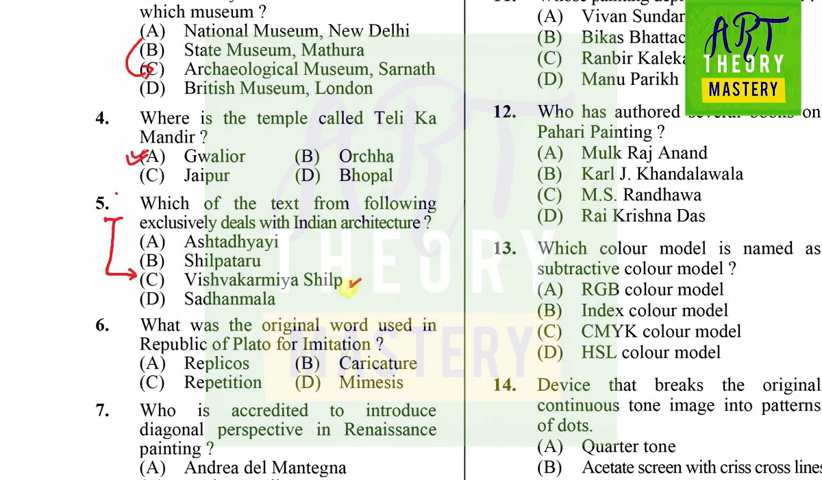 which museum ?
(A) National Museum, New Delhi
(B) State Museum, Mathura
(C) Archaeological Museum, Sarnath
(D) British Museum, London
4. Where is the temple called Teli Ka
Mandir ?
(A) Gwalior (B) Orchha
(C) Jaipur (D) Bhopal
5. Which of the text from following
exclusively deals with Indian architecture ?
(A) Ashtadhyayi
(B) Shilpataru
(C) Vishvakarmiya Shilp
(D) Sadhanmala
6. What was the original word used in
Republic of Plato for Imitation ?
(A) Replicos (B) Caricature
(C) Repetition (D) Mimesis
7. Who is accredited to introduce
diagonal perspective in Renaissance
painting ?
(A) Andrea del Mantegna
(A) Vivan
(B) Bikas
(C) Ranbir
(D) Manu Parikh
12. Who has authored several books on
Pahari Painting ?
(A) Mulk Raj Anand
(B) Karl J. Khandalawala
(C) M.S. Randhawa
(D) Rai Krishna Das
13. Which colour model is named as
subtractive colour model ?
(A) RGB colour model
(B) Index colour model
(C) CMYK colour model
(D) HSL colour model
14. Device that breaks the original
continuous tone image into patterns
of dots.
(A) Quarter tone
(B) Acetate screen with criss cross lines
ART
THEORY
MASTERY
ART
THEORY
MASTERY